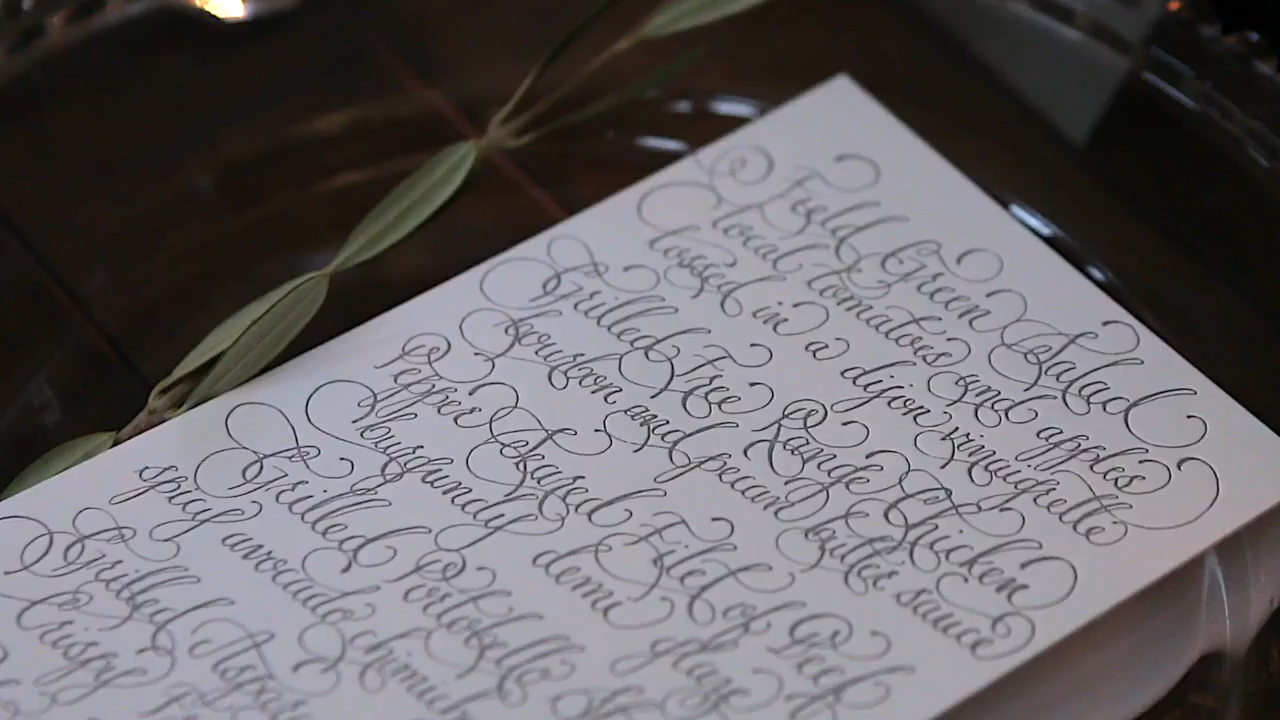 Field Green Salad
local tomatoes and apples
tossed in a dijon vinaigrette
Grilled Free Range Chicken
bourbon and pecan butter sauce
Pepper Seared Filet of Beef
burgundy demi glaze
Grilled Portobello
spicy avocado
Grilled
Crispy